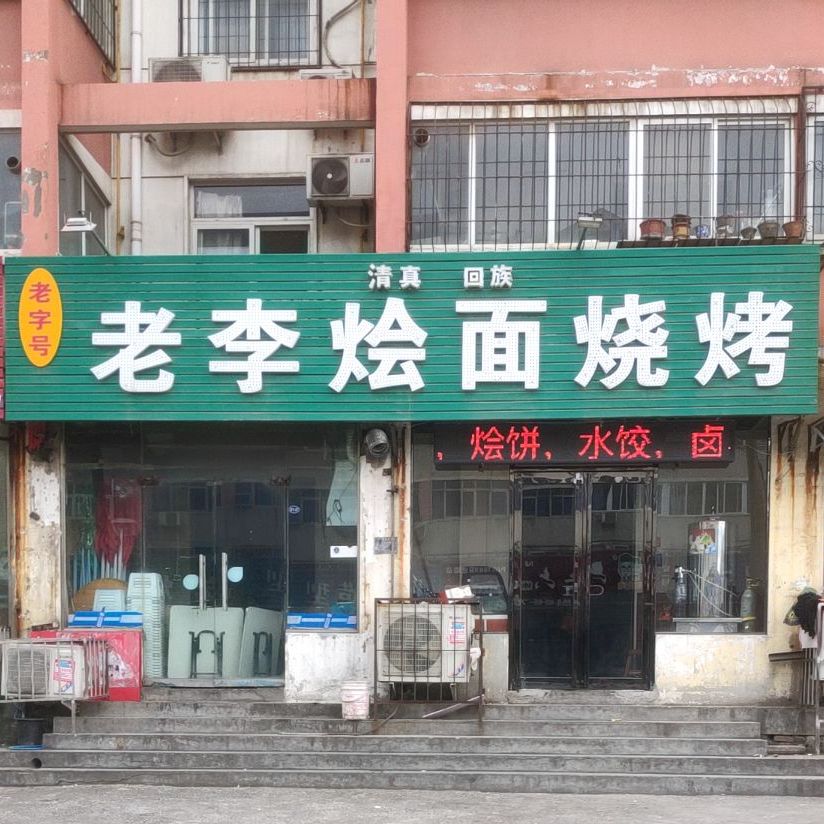 清真 回族
老字号
老李烩面烧烤
，烩饼，水饺，卤